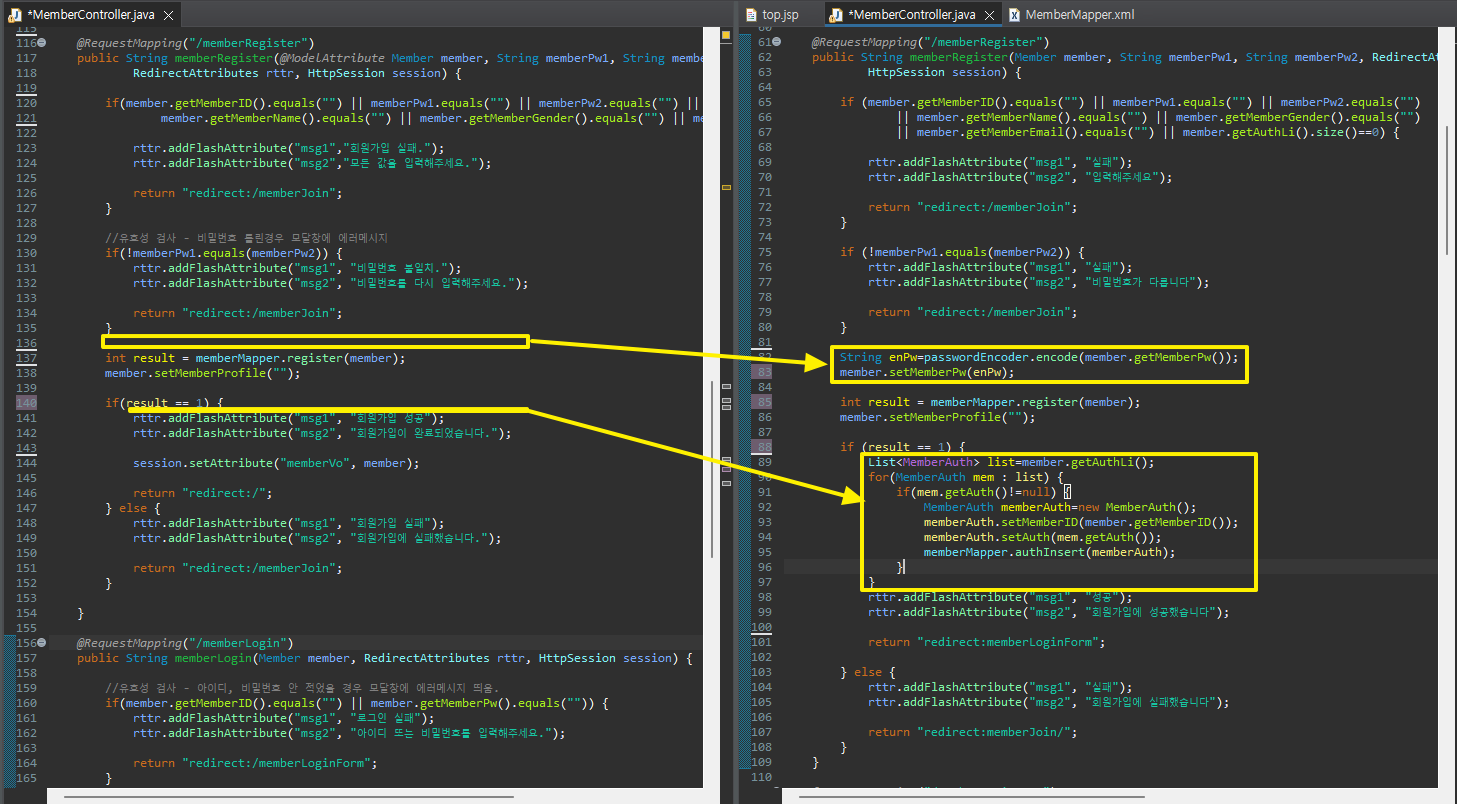 *MemberController.java
115
116 @RequestMapping("/memberRegister")
117 public String memberRegister(@ModelAttribute Member member, String memberPw1, String membe
118 RedirectAttributes rttr, HttpSession session) {
119
120 if(member.getMemberID().equals("") || memberPw1.equals("") || memberPw2.equals("") ||
121 member.getMemberName().equals("") || member.getMemberGender().equals("") || me
122
123 rttr.addFlashAttribute("msg1","회원가입 실패.");
124 rttr.addFlashAttribute("msg2","모든 값을 입력해주세요.");
125
126 return "redirect:/memberJoin";
127 }
128
129 //유효성 검사 - 비밀번호 틀린경우 모달창에 에러메시지
130 if(!memberPw1.equals(memberPw2)) {
131 rttr.addFlashAttribute("msg1", "비밀번호 불일치.");
132 rttr.addFlashAttribute("msg2", "비밀번호를 다시 입력해주세요.");
133
134 return "redirect:/memberJoin";
135 }
136
137 int result = memberMapper.register(member);
138 member.setMemberProfile("");
139
140 if(result == 1) {
141 rttr.addFlashAttribute("msg1", "회원가입 성공");
142 rttr.addFlashAttribute("msg2", "회원가입이 완료되었습니다.");
143
144 session.setAttribute("memberVo", member);
145
146 return "redirect:/";
147 } else {
148 rttr.addFlashAttribute("msg1", "회원가입 실패");
149 rttr.addFlashAttribute("msg2", "회원가입에 실패했습니다.");
150
151 return "redirect:/memberJoin";
152 }
153
154 }
155
156 @RequestMapping("/memberLogin")
157 public String memberLogin(Member member, RedirectAttributes rttr, HttpSession session) {
158
159 //유효성 검사 - 아이디, 비밀번호 안 적었을 경우 모달창에 에러메시지 띄움.
160 if(member.getMemberID().equals("") || member.getMemberPw().equals("")) {
161 rttr.addFlashAttribute("msg1", "로그인 실패");
162 rttr.addFlashAttribute("msg2", "아이디 또는 비밀번호를 입력해주세요.");
163
164 return "redirect:/memberLoginForm";
165 }
top.jsp *MemberController.java MemberMapper.xml
60
61 @RequestMapping("/memberRegister")
62 public String memberRegister(Member member, String memberPw1, String memberPw2, RedirectAt
63 HttpSession session) {
64
65 if (member.getMemberID().equals("") || memberPw1.equals("") || memberPw2.equals("")
66 || member.getMemberName().equals("") || member.getMemberGender().equals("")
67 || member.getMemberEmail().equals("") || member.getAuthLi().size()==0) {
68
69 rttr.addFlashAttribute("msg1", "실패");
70 rttr.addFlashAttribute("msg2", "입력해주세요");
71
72 return "redirect:/memberJoin";
73 }
74
75 if (!memberPw1.equals(memberPw2)) {
76 rttr.addFlashAttribute("msg1", "실패");
77 rttr.addFlashAttribute("msg2", "비밀번호가 다릅니다");
78
79 return "redirect:/memberJoin";
80 }
81
82 String enPw=passwordEncoder.encode(member.getMemberPw());
83 member.setMemberPw(enPw);
84
85 int result = memberMapper.register(member);
86 member.setMemberProfile("");
87
88 if (result == 1) {
89 List<MemberAuth> list=member.getAuthLi();
90 for(MemberAuth mem : list) {
91 if(mem.getAuth()!=null) {
92 MemberAuth memberAuth=new MemberAuth();
93 memberAuth.setMemberID(member.getMemberID());
94 memberAuth.setAuth(mem.getAuth());
95 memberMapper.authInsert(memberAuth);
96 }
97 }
98 rttr.addFlashAttribute("msg1", "성공");
99 rttr.addFlashAttribute("msg2", "회원가입에 성공했습니다");
100
101 return "redirect:memberLoginForm";
102
103 } else {
104 rttr.addFlashAttribute("msg1", "실패");
105 rttr.addFlashAttribute("msg2", "회원가입에 실패했습니다");
106
107 return "redirect:memberJoin/";
108 }
109 }
110